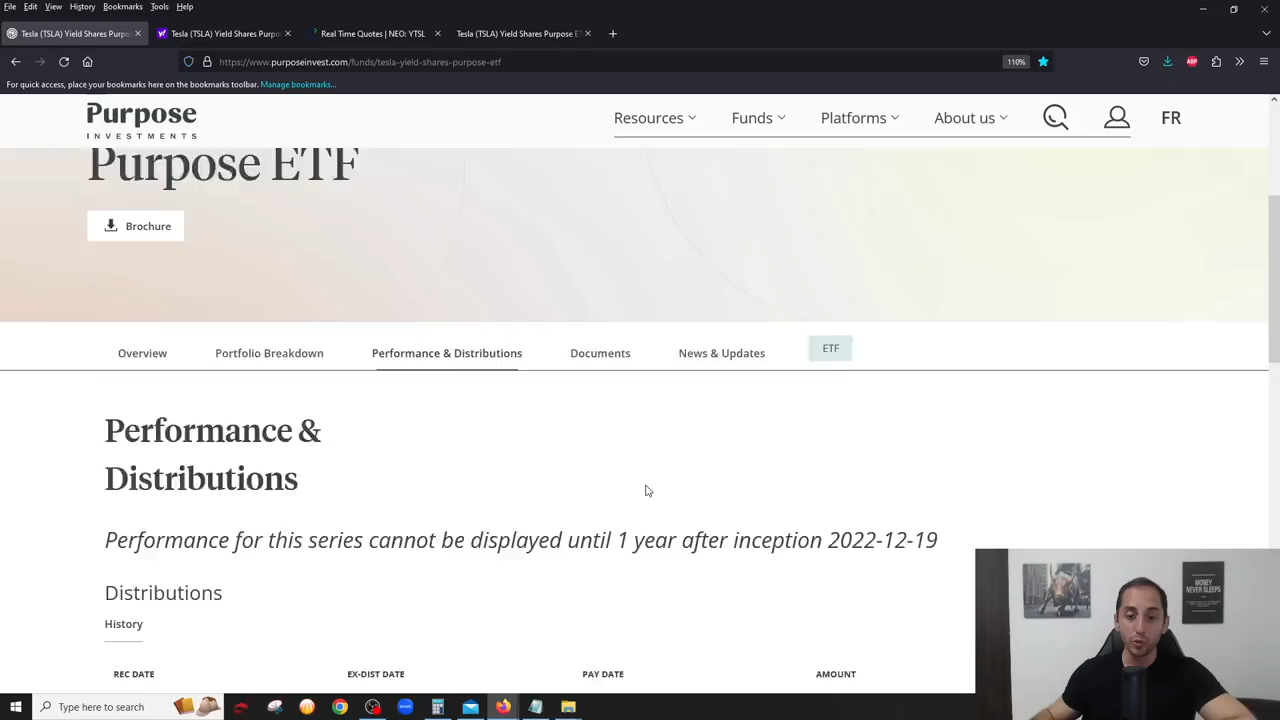 File Edit View History Bookmarks Tools Help
Tesla (TSLA) Yield Shares Purpo Tesla (TSLA) Yield Shares Purpo Real Time Quotes | NEO: YTSL Tesla (TSLA) Yield Shares Purpose E
https://www.purposeinvest.com/funds/tesla-yield-shares-purpose-etf 110% ABP
For quick access, place your bookmarks here on the bookmarks toolbar. Manage bookmarks...
Purpose
INVESTMENTS
Resources Funds Platforms About us FR
Purpose ETF
Brochure
Overview Portfolio Breakdown Performance & Distributions Documents News & Updates ETF
Performance &
Distributions
Performance for this series cannot be displayed until 1 year after inception 2022-12-19
Distributions
History
REC DATE EX-DIST DATE PAY DATE AMOUNT
MONEY
NEVER SLEEPS
Type here to search